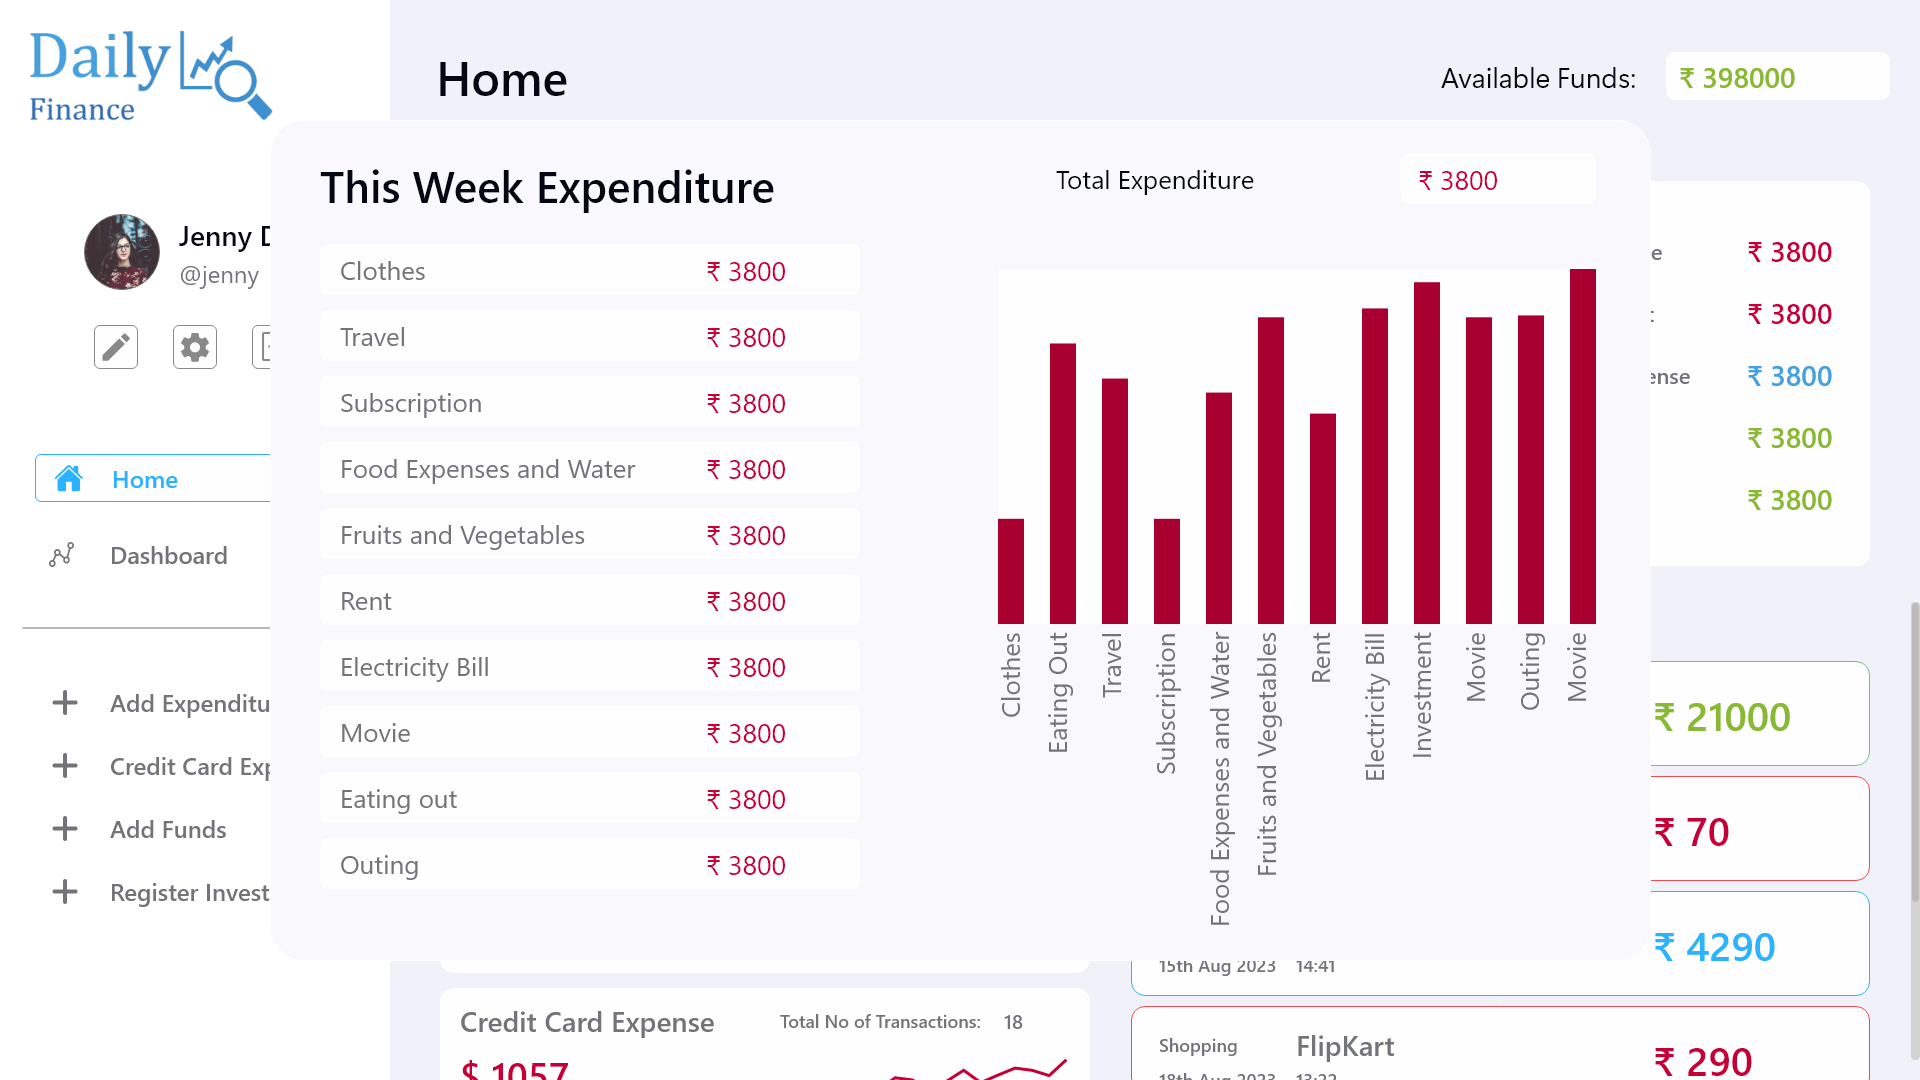 Daily
Finance
Home
Available Funds:
₹ 398000
Jenny D
@jenny
Home
Dashboard
Add Expenditu
Credit Card Exp
Add Funds
Register Invest
This Week Expenditure
Total Expenditure
₹ 3800
Clothes ₹ 3800
Travel ₹ 3800
Subscription ₹ 3800
Food Expenses and Water ₹ 3800
Fruits and Vegetables ₹ 3800
Rent ₹ 3800
Electricity Bill ₹ 3800
Movie ₹ 3800
Eating out ₹ 3800
Outing ₹ 3800
Clothes
Eating Out
Travel
Subscription
Food Expenses and Water
Fruits and Vegetables
Rent
Electricity Bill
Investment
Movie
Outing
Movie
e ₹ 3800
₹ 3800
ense ₹ 3800
₹ 3800
₹ 3800
₹ 21000
₹ 70
₹ 4290
15th Aug 2023 14:41
Credit Card Expense
Total No of Transactions: 18
$ 1057
Shopping FlipKart
₹ 290
18th Aug 2023 13:22